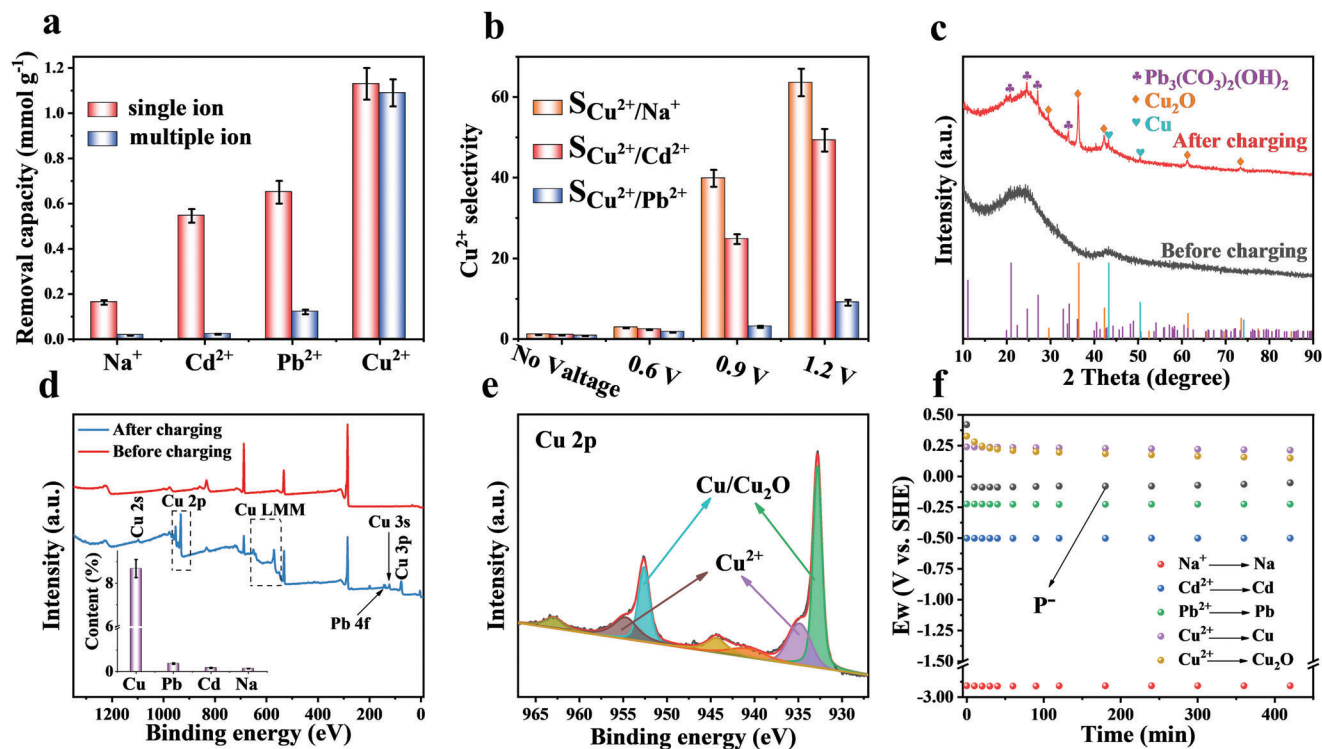 a
Removal capacity (mmol g⁻¹)
1.2
1.0
0.8
0.6
0.4
0.2
0.0
single ion
multiple ion
Na⁺ Cd²⁺ Pb²⁺ Cu²⁺
b
Cu²⁺ selectivity
60
40
20
0
S Cu²⁺/Na⁺
S Cu²⁺/Cd²⁺
S Cu²⁺/Pb²⁺
No Valtage 0.6 V 0.9 V 1.2 V
c
Intensity (a.u.)
♣ Pb₃(CO₃)₂(OH)₂
♦ Cu₂O
♥ Cu
After charging
Before charging
10 20 30 40 50 60 70 80 90
2 Theta (degree)
d
Intensity (a.u.)
After charging
Before charging
Cu 2s
Cu 2p
Cu LMM
Cu 3s
Cu 3p
Pb 4f
Content (%)
8
6
0
Cu Pb Cd Na
1200 1000 800 600 400 200 0
Binding energy (eV)
e
Intensity (a.u.)
Cu 2p
Cu/Cu₂O
Cu²⁺
965 960 955 950 945 940 935 930
Binding energy (eV)
f
Ew (V vs. SHE)
0.50
0.25
0.00
-0.25
-0.50
-0.75
-1.00
-1.25
-1.50
-3.00
P⁻
Na⁺ → Na
Cd²⁺ → Cd
Pb²⁺ → Pb
Cu²⁺ → Cu
Cu²⁺ → Cu₂O
0 100 200 300 400
Time (min)